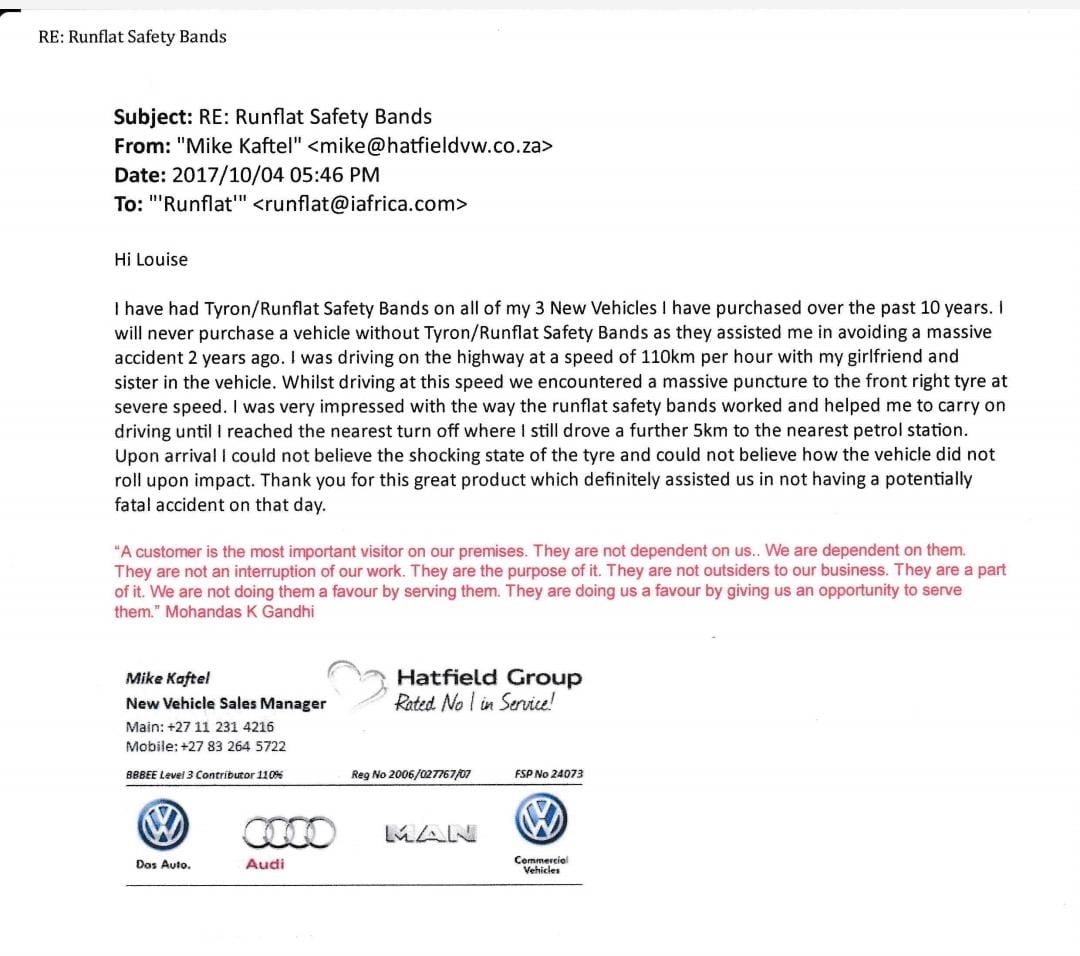 RE: Runflat Safety Bands
Subject: RE: Runflat Safety Bands
From: "Mike Kaftel" <mike@hatfieldvw.co.za>
Date: 2017/10/04 05:46 PM
To: "'Runflat'" <runflat@iafrica.com>
Hi Louise
I have had Tyron/Runflat Safety Bands on all of my 3 New Vehicles I have purchased over the past 10 years. I
will never purchase a vehicle without Tyron/Runflat Safety Bands as they assisted me in avoiding a massive
accident 2 years ago. I was driving on the highway at a speed of 110km per hour with my girlfriend and
sister in the vehicle. Whilst driving at this speed we encountered a massive puncture to the front right tyre at
severe speed. I was very impressed with the way the runflat safety bands worked and helped me to carry on
driving until I reached the nearest turn off where I still drove a further 5km to the nearest petrol station.
Upon arrival I could not believe the shocking state of the tyre and could not believe how the vehicle did not
roll upon impact. Thank you for this great product which definitely assisted us in not having a potentially
fatal accident on that day.
“A customer is the most important visitor on our premises. They are not dependent on us.. We are dependent on them.
They are not an interruption of our work. They are the purpose of it. They are not outsiders to our business. They are a part
of it. We are not doing them a favour by serving them. They are doing us a favour by giving us an opportunity to serve
them.” Mohandas K Gandhi
Mike Kaftel
New Vehicle Sales Manager
Main: +27 11 231 4216
Mobile: +27 83 264 5722
Hatfield Group
Rated No 1 in Service!
BBBEE Level 3 Contributor 110% Reg No 2006/027767/07 FSP No 24073
MAN
Das Auto.
Audi
Commercial
Vehicles